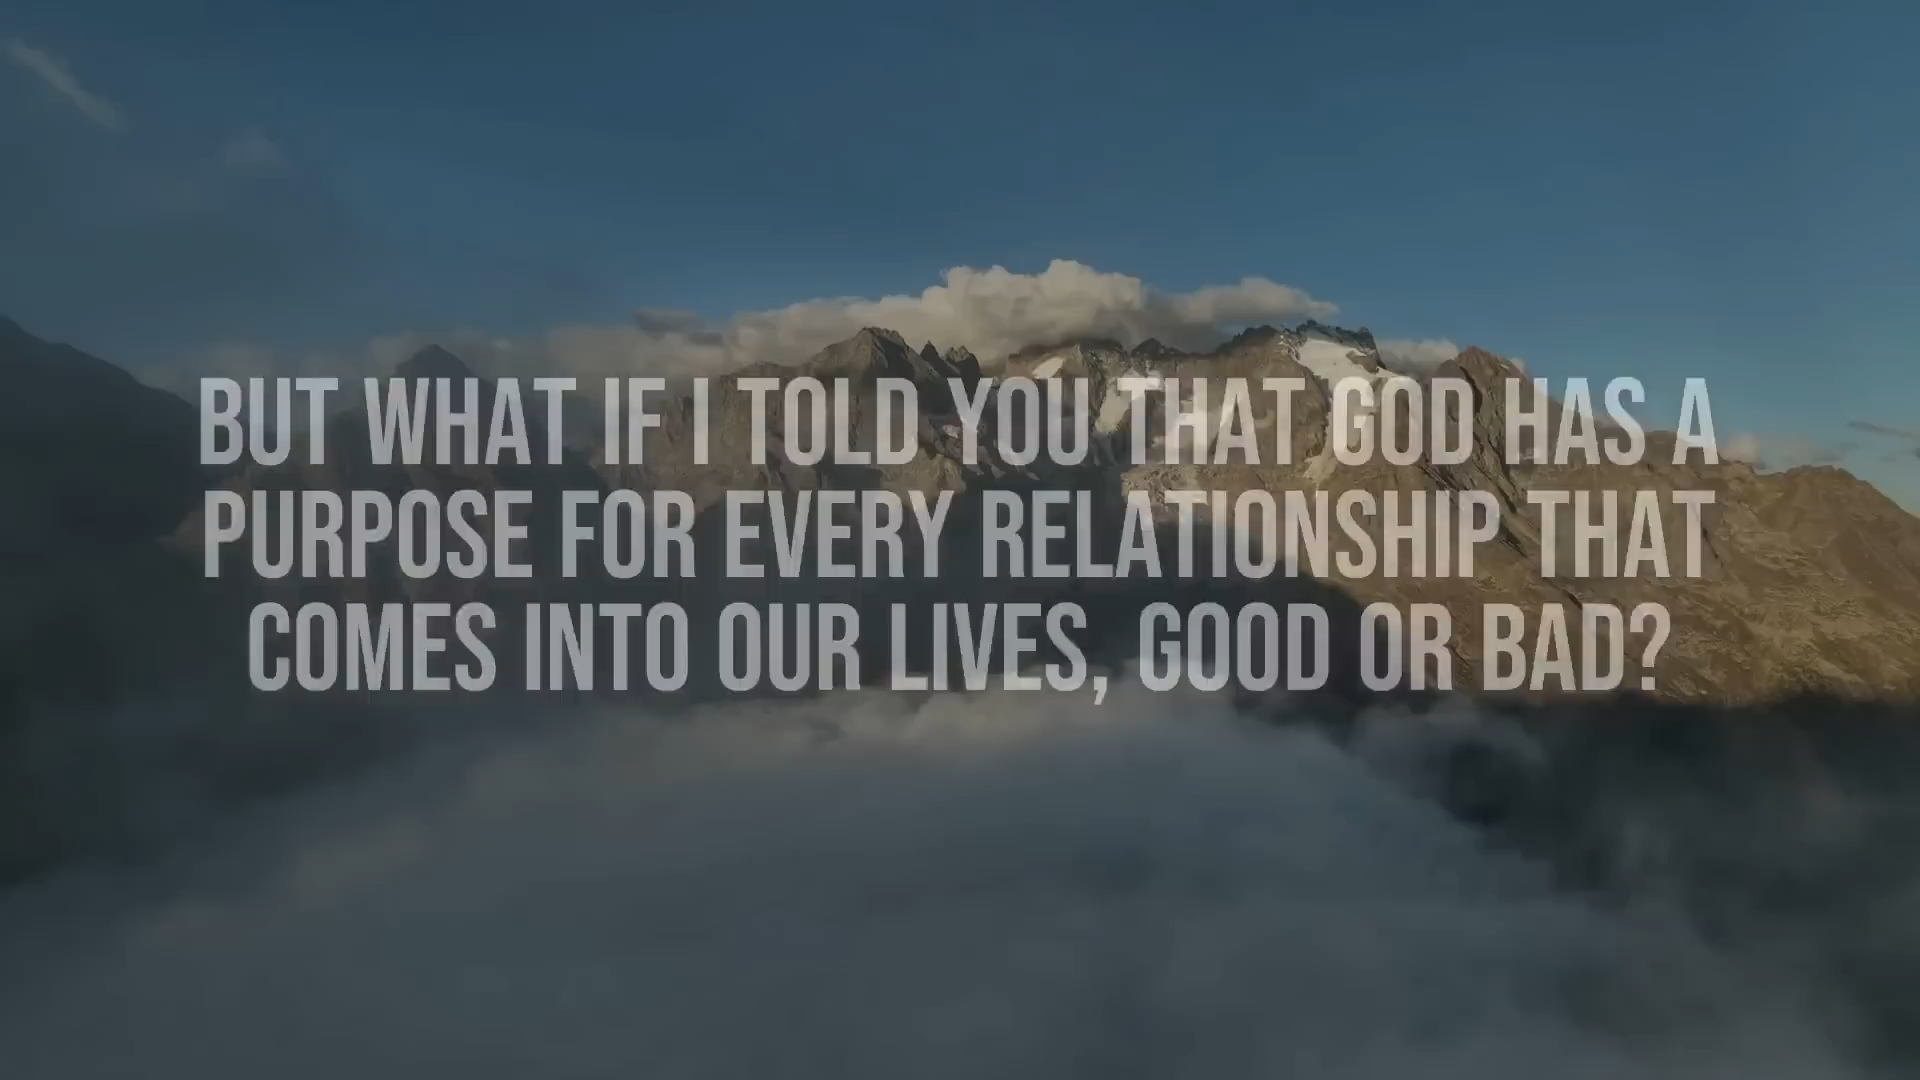 BUT WHAT IF I TOLD YOU THAT GOD HAS A
PURPOSE FOR EVERY RELATIONSHIP THAT
COMES INTO OUR LIVES, GOOD OR BAD?